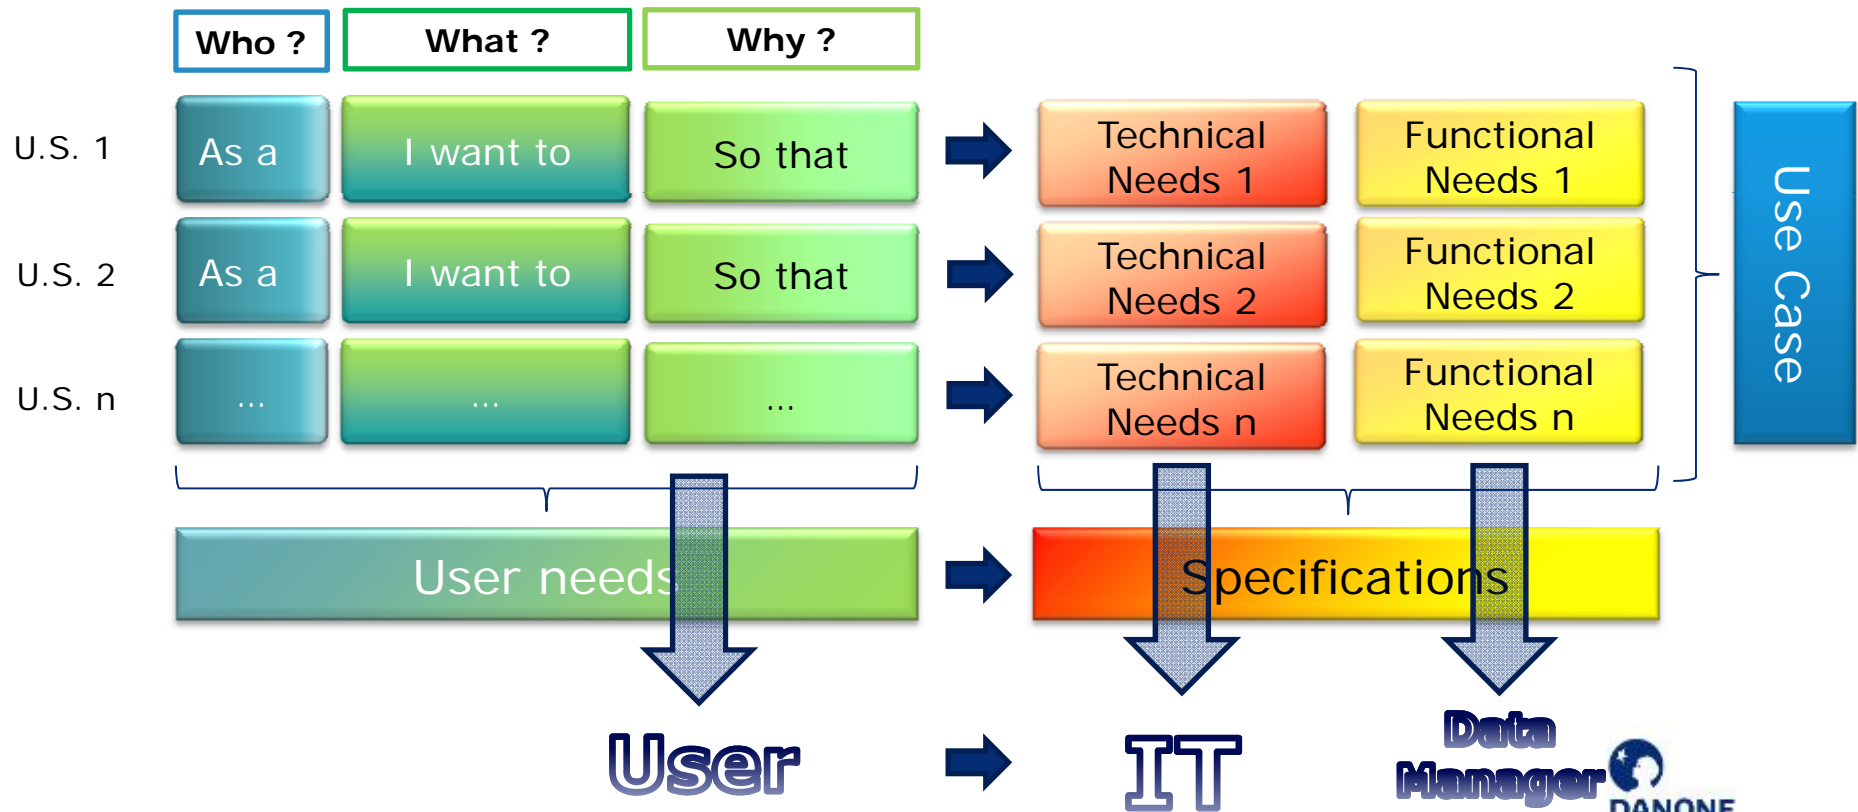 Who ? What ? Why ?
U.S. 1 As a I want to So that
Technical
Needs 1
Functional
Needs 1
U.S. 2 As a I want to So that
Technical
Needs 2
Functional
Needs 2
U.S. n ... ... ...
Technical
Needs n
Functional
Needs n
Use Case
User needs
Specifications
User
IT
Data
Manager
DANONE